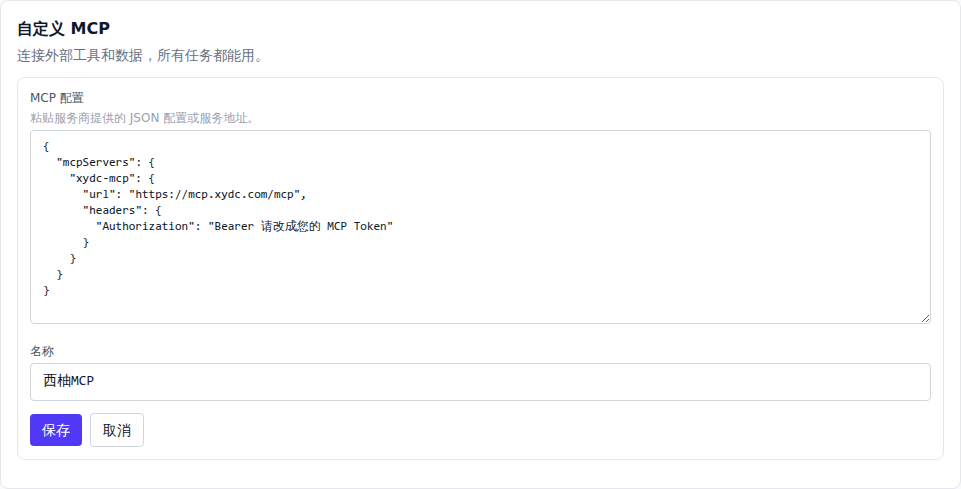 自定义 MCP
连接外部工具和数据，所有任务都能用。
MCP 配置
粘贴服务商提供的 JSON 配置或服务地址。
{
  "mcpServers": {
    "xydc-mcp": {
      "url": "https://mcp.xydc.com/mcp",
      "headers": {
        "Authorization": "Bearer 请改成您的 MCP Token"
      }
    }
  }
}
名称
西柚MCP
保存 取消